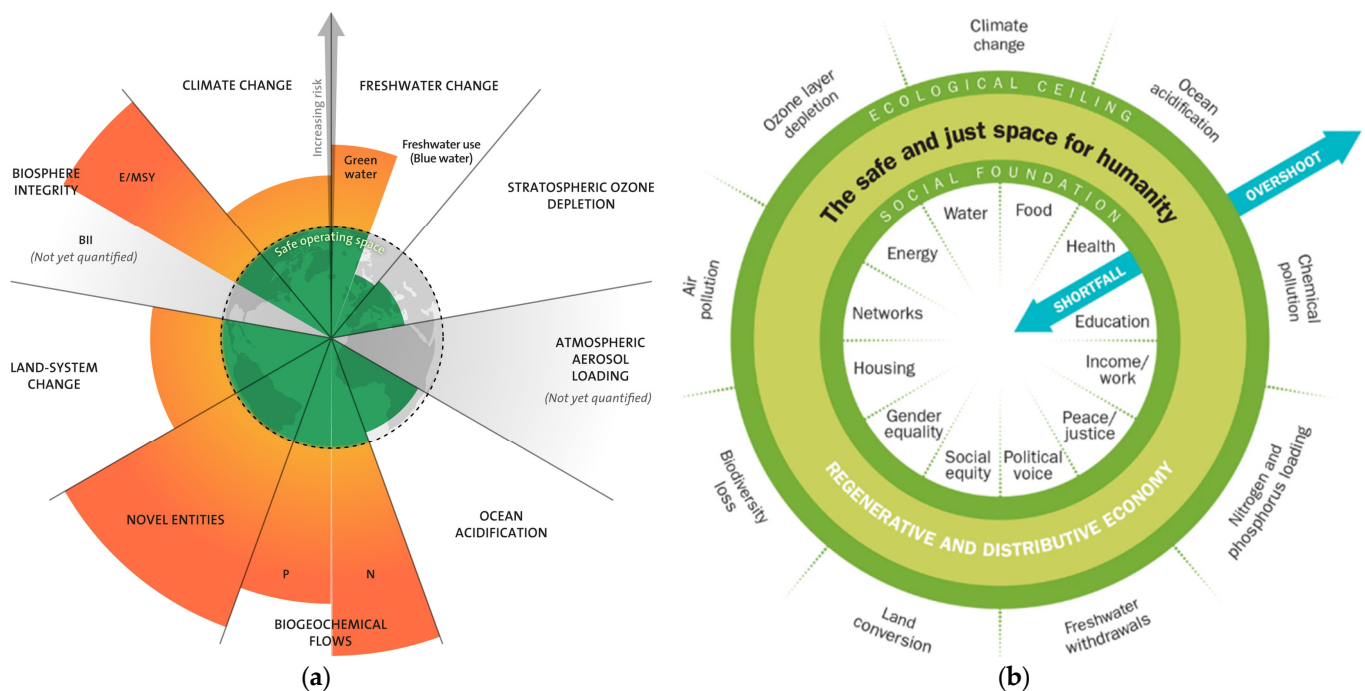 CLIMATE CHANGE
FRESHWATER CHANGE
Increasing risk
Green
water
Freshwater use
(Blue water)
STRATOSPHERIC OZONE
DEPLETION
BIOSPHERE
INTEGRITY
E/MSY
BII
(Not yet quantified)
Safe operating space
LAND-SYSTEM
CHANGE
ATMOSPHERIC
AEROSOL
LOADING
(Not yet quantified)
NOVEL ENTITIES
OCEAN
ACIDIFICATION
P
N
BIOGEOCHEMICAL
FLOWS
(a)
Climate
change
Ozone layer
depletion
Ocean
acidification
ECOLOGICAL CEILING
The safe and just space for humanity
SOCIAL FOUNDATION
OVERSHOOT
Water
Food
Energy
Health
SHORTFALL
Air
pollution
Chemical
pollution
Networks
Education
Housing
Income/
work
Gender
equality
Peace/
justice
Social
equity
Political
voice
REGENERATIVE AND DISTRIBUTIVE ECONOMY
Biodiversity
loss
Nitrogen and
phosphorus loading
Land
conversion
Freshwater
withdrawals
(b)